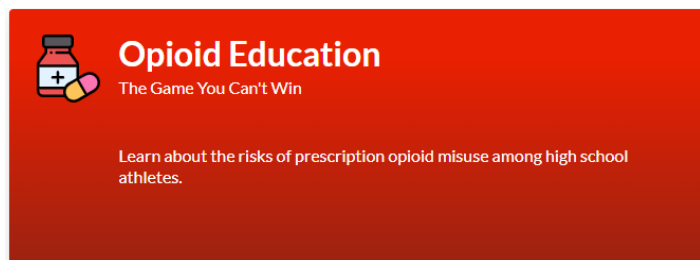 Opioid Education
The Game You Can't Win
Learn about the risks of prescription opioid misuse among high school
athletes.